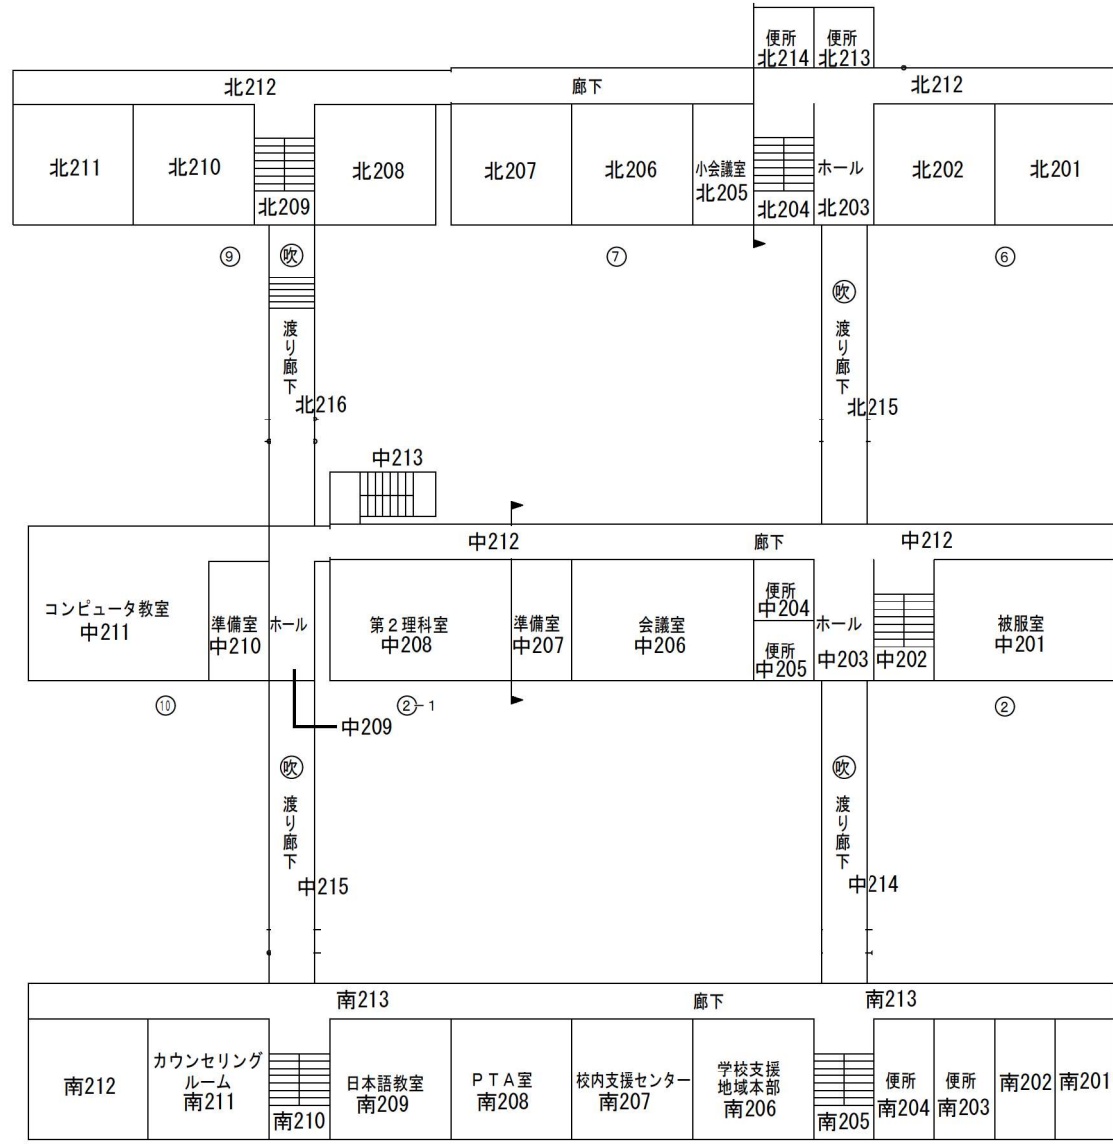 便所
北214
便所
北213
北212
廊下
北212
北211
北210
北209
北208
北207
北206
小会議室
北205
北204
ホール
北203
北202
北201
⑨
吹
⑦
⑥
吹
渡り廊下
北216
渡り廊下
北215
中213
中212
廊下
中212
コンピュータ教室
中211
準備室
中210
ホール
第2理科室
中208
準備室
中207
会議室
中206
便所
中204
便所
中205
ホール
中203
中202
被服室
中201
⑩
②-1
②
中209
吹
渡り廊下
中215
吹
渡り廊下
中214
南213
廊下
南213
南212
カウンセリング
ルーム
南211
南210
日本語教室
南209
PTA室
南208
校内支援センター
南207
学校支援
地域本部
南206
南205
便所
南204
便所
南203
南202
南201